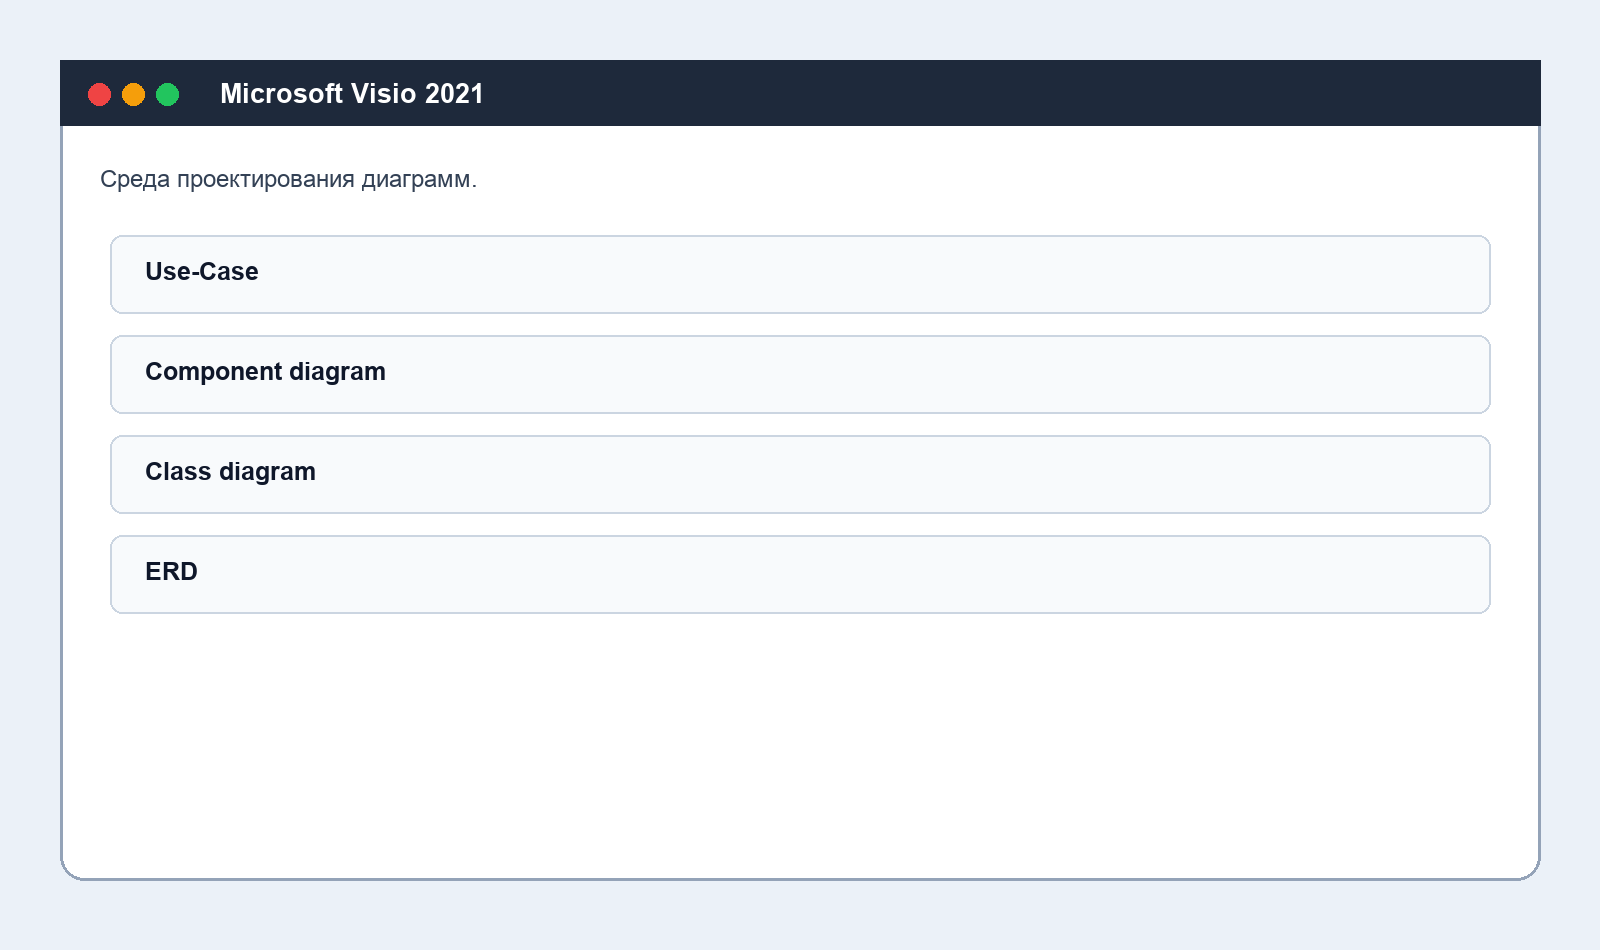 Microsoft Visio 2021
Среда проектирования диаграмм.
Use-Case
Component diagram
Class diagram
ERD